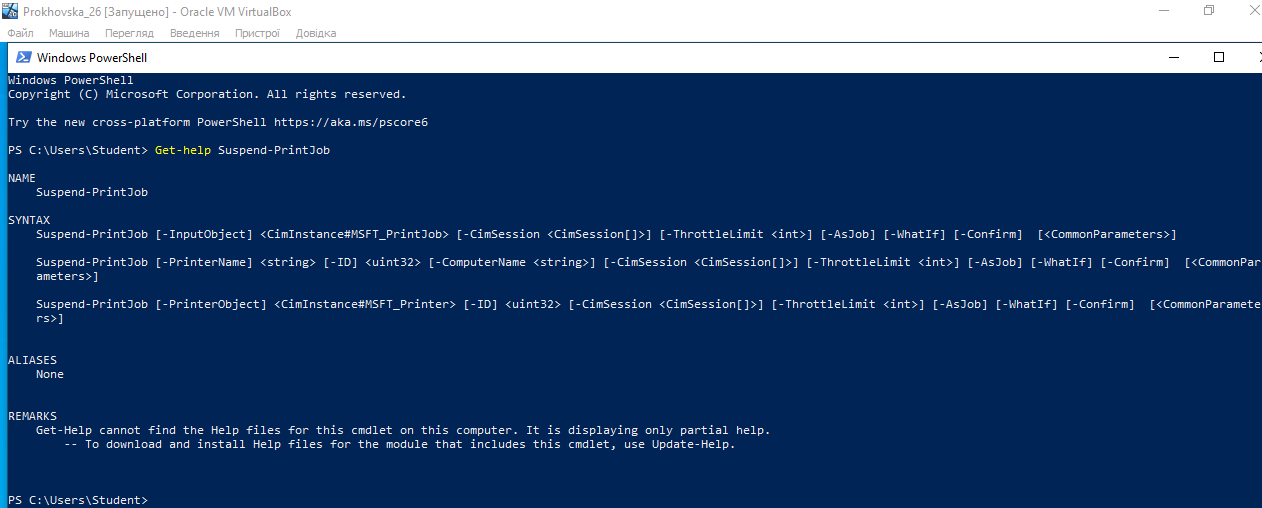 Prokhovska_26 [Запущено] - Oracle VM VirtualBox
Файл Машина Перегляд Введення Пристрої Довідка
Windows PowerShell
Windows PowerShell
Copyright (C) Microsoft Corporation. All rights reserved.
Try the new cross-platform PowerShell https://aka.ms/pscore6
PS C:\Users\Student> Get-help Suspend-PrintJob
NAME
Suspend-PrintJob
SYNTAX
Suspend-PrintJob [-InputObject] <CimInstance#MSFT_PrintJob> [-CimSession <CimSession[]>] [-ThrottleLimit <int>] [-AsJob] [-WhatIf] [-Confirm]  [<CommonParameters>]
Suspend-PrintJob [-PrinterName] <string> [-ID] <uint32> [-ComputerName <string>] [-CimSession <CimSession[]>] [-ThrottleLimit <int>] [-AsJob] [-WhatIf] [-Confirm]  [<CommonPar
ameters>]
Suspend-PrintJob [-PrinterObject] <CimInstance#MSFT_Printer> [-ID] <uint32> [-CimSession <CimSession[]>] [-ThrottleLimit <int>] [-AsJob] [-WhatIf] [-Confirm]  [<CommonParamete
rs>]
ALIASES
None
REMARKS
Get-Help cannot find the Help files for this cmdlet on this computer. It is displaying only partial help.
-- To download and install Help files for the module that includes this cmdlet, use Update-Help.
PS C:\Users\Student>